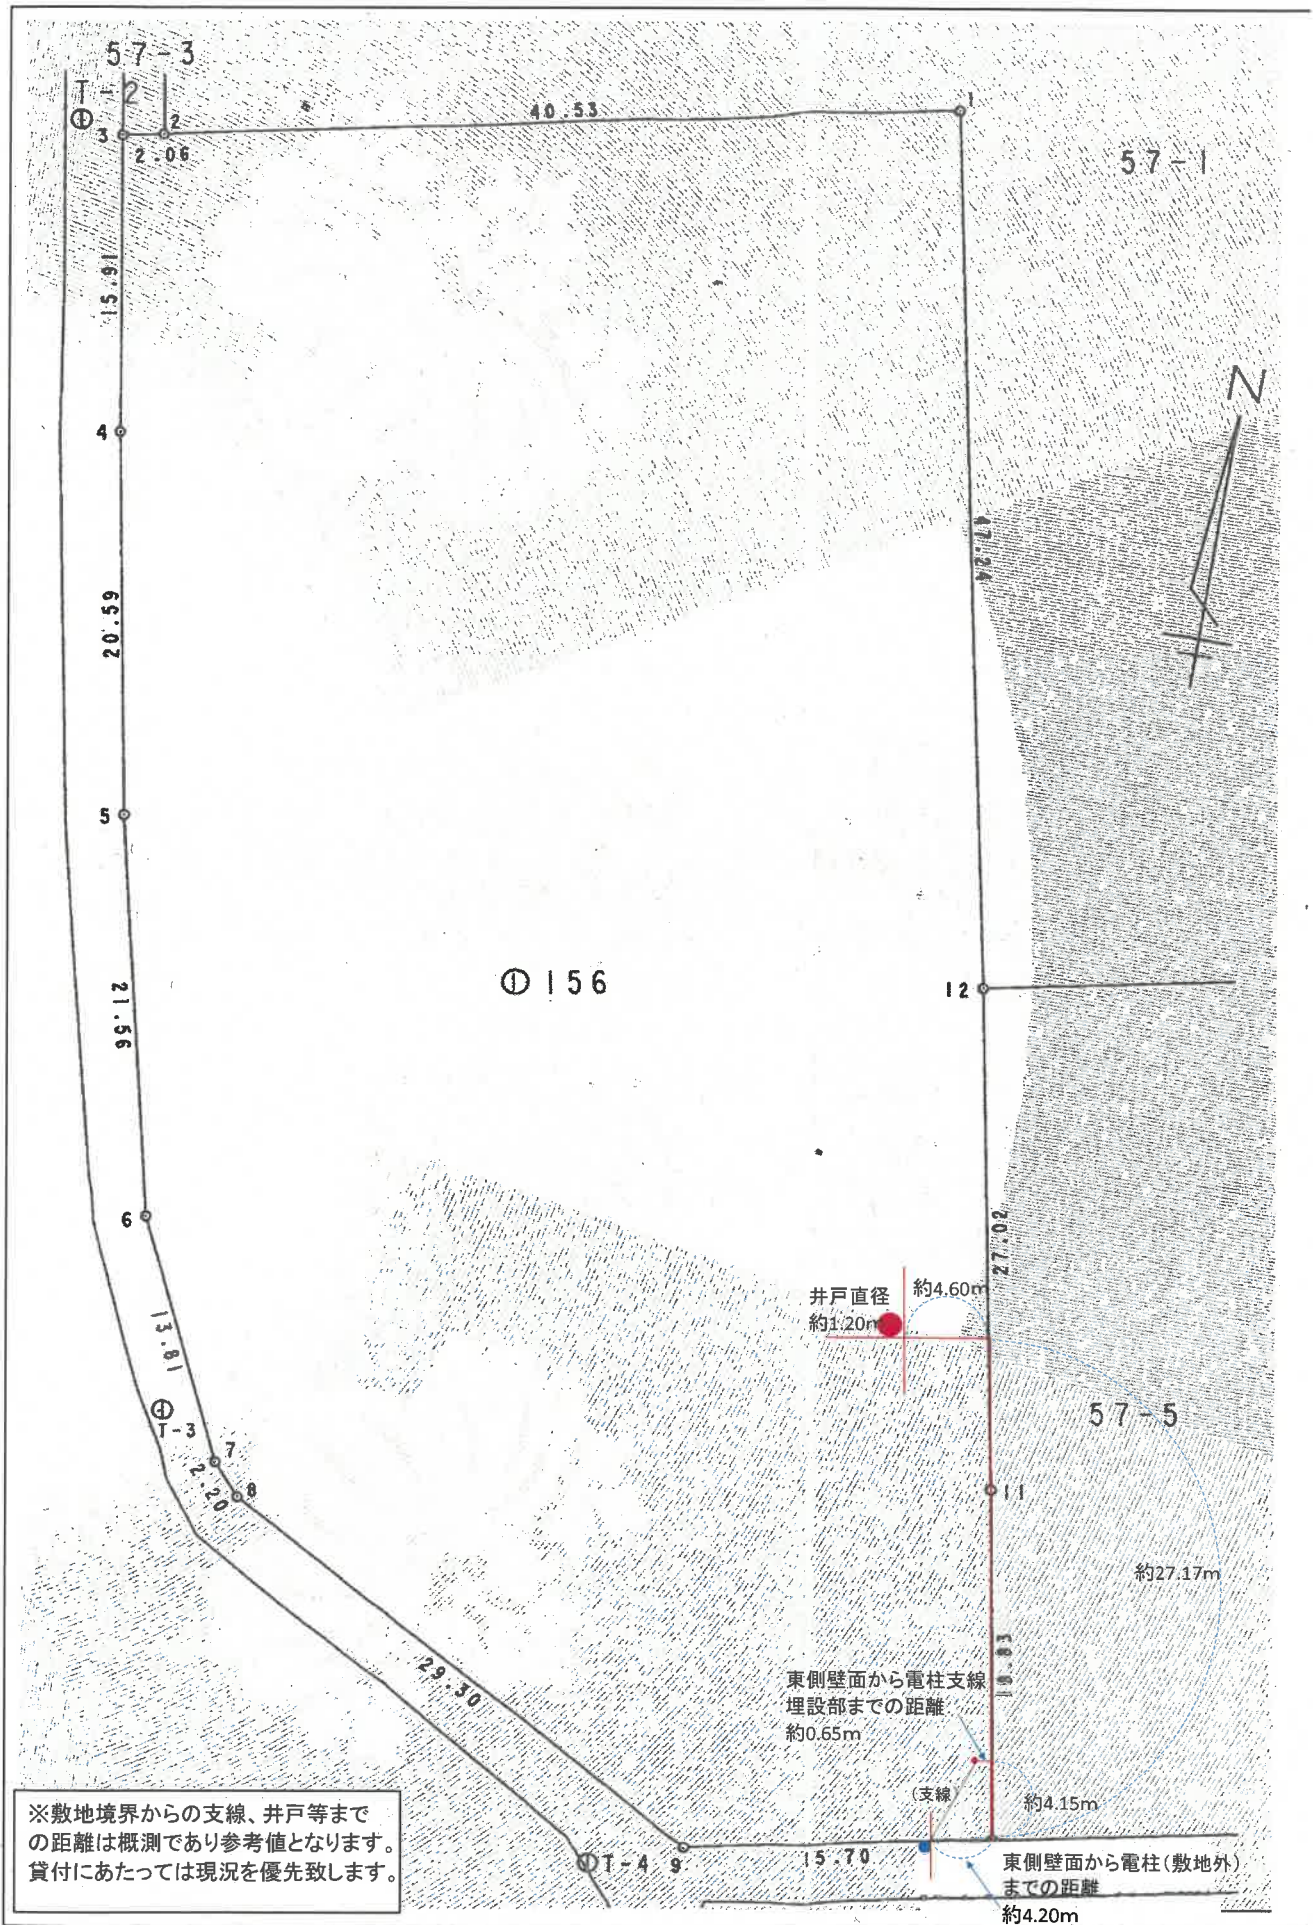 57-3
T-2
3
2
2.06
40.53
1
57-1
15.91
4
N
47.24
20.59
5
① 156
12
21.56
6
27.02
約4.60m
井戸直径
約1.20m
13.81
T-3
7
2.20
8
57-5
11
約27.17m
18.83
29.30
東側壁面から電柱支線
埋設部までの距離
約0.65m
(支線)
約4.15m
※敷地境界からの支線、井戸等まで
の距離は概測であり参考値となります。
貸付にあたっては現況を優先致します。
T-4
9
15.70
東側壁面から電柱(敷地外)
までの距離
約4.20m